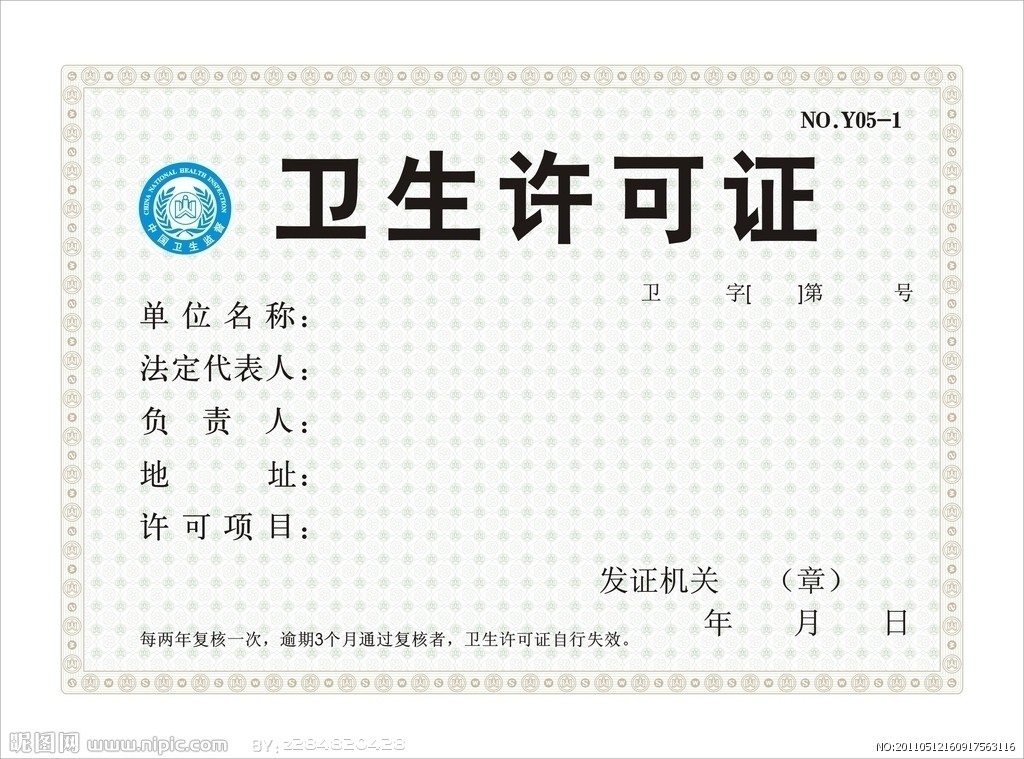 NO.Y05-1
CHINA NATIONAL HEALTH INSPECTION
中国卫生监督
卫生许可证
卫 字[ ]第 号
单位名称：
法定代表人：
负责人：
地址：
许可项目：
发证机关 （章）
年 月 日
每两年复核一次，逾期3个月通过复核者，卫生许可证自行失效。
昵图网 www.nipic.com BY:z284820428
NO:20110512160917563116